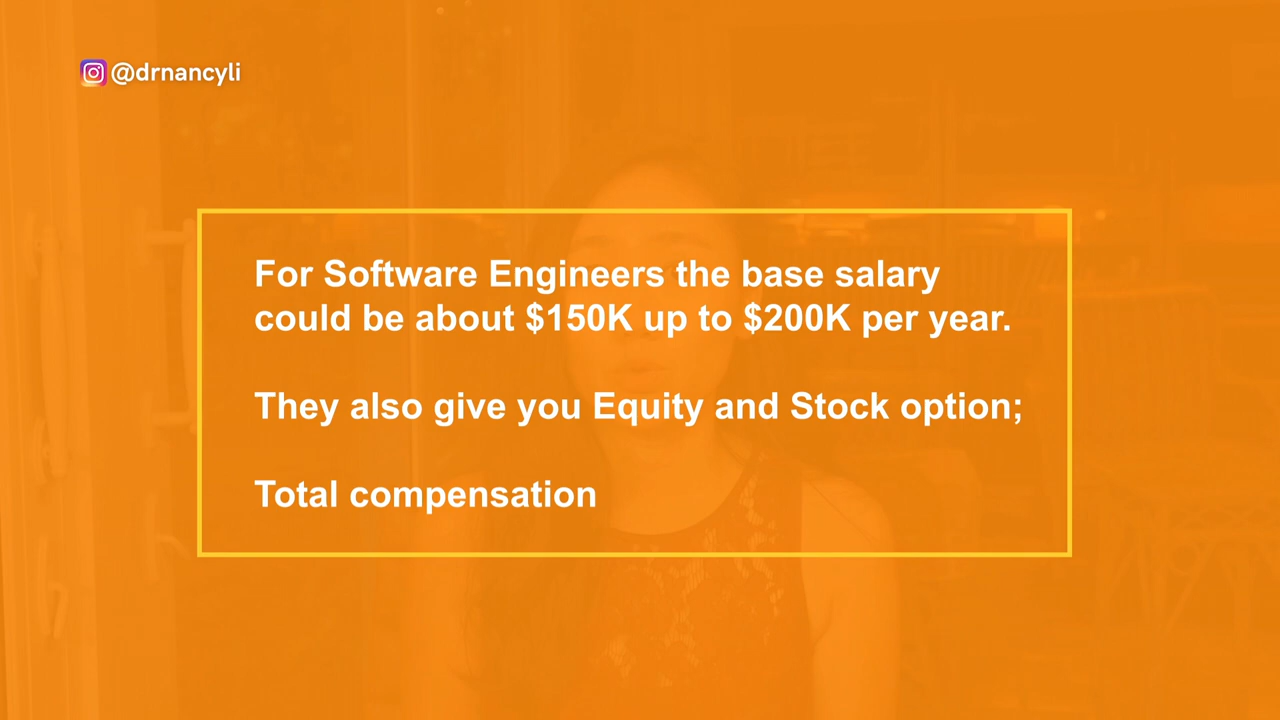 @drnancyli
For Software Engineers the base salary
could be about $150K up to $200K per year.
They also give you Equity and Stock option;
Total compensation